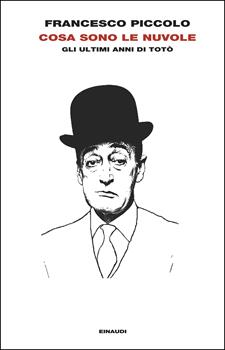 FRANCESCO PICCOLO
COSA SONO LE NUVOLE
GLI ULTIMI ANNI DI TOTÒ
EINAUDI